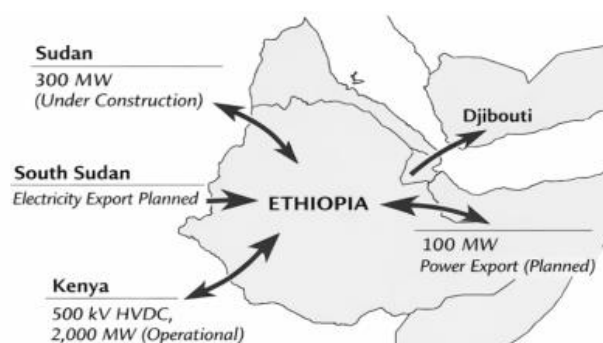 Sudan
300 MW
(Under Construction)
Djibouti
South Sudan
Electricity Export Planned
ETHIOPIA
100 MW
Power Export (Planned)
Kenya
500 kV HVDC,
2,000 MW (Operational)